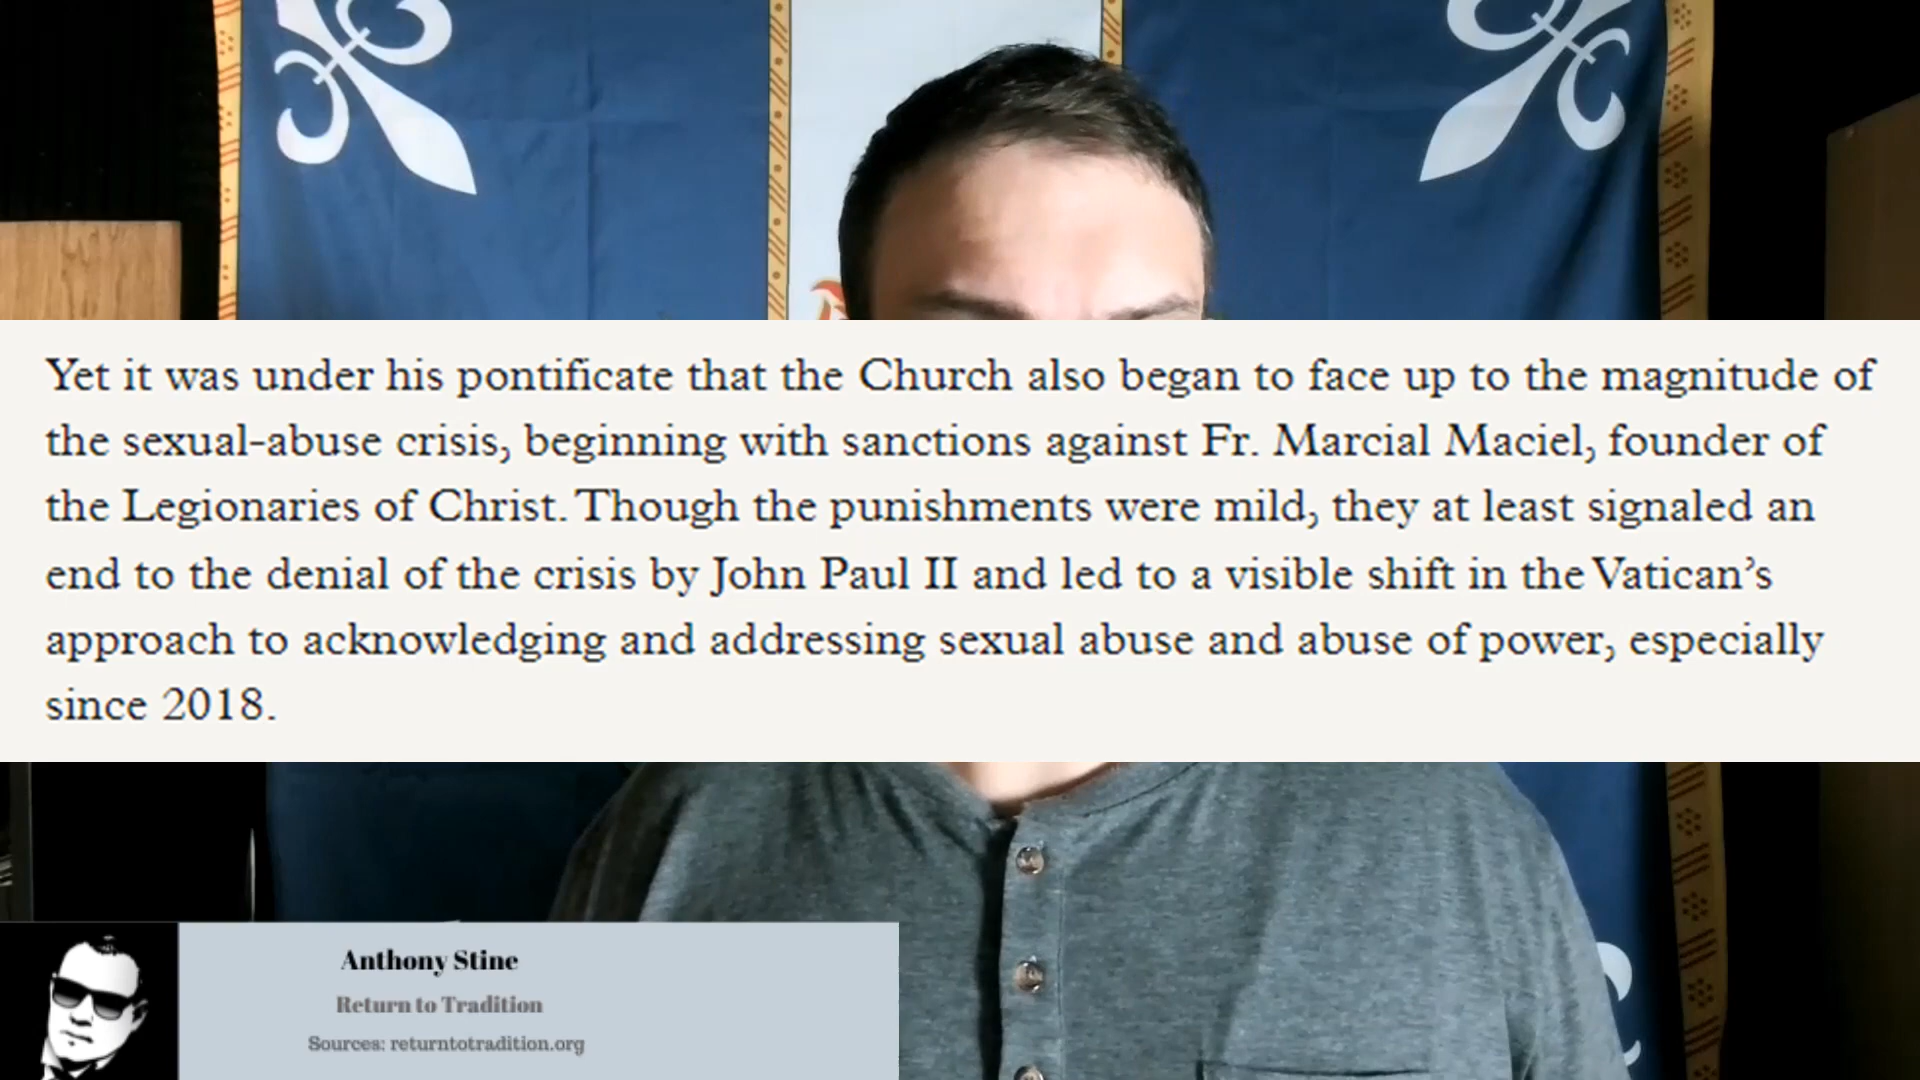 Yet it was under his pontificate that the Church also began to face up to the magnitude of
the sexual-abuse crisis, beginning with sanctions against Fr. Marcial Maciel, founder of
the Legionaries of Christ. Though the punishments were mild, they at least signaled an
end to the denial of the crisis by John Paul II and led to a visible shift in the Vatican’s
approach to acknowledging and addressing sexual abuse and abuse of power, especially
since 2018.
Anthony Stine
Return to Tradition
Sources: returntotradition.org